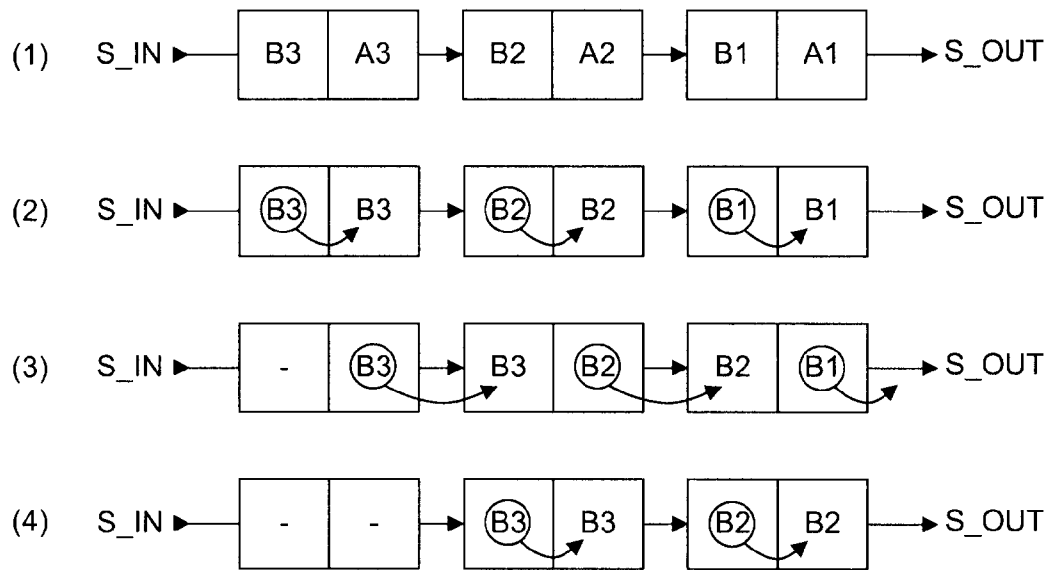 (1) S_IN B3 A3 B2 A2 B1 A1 S_OUT
(2) S_IN B3 B3 B2 B2 B1 B1 S_OUT
(3) S_IN - B3 B3 B2 B2 B1 S_OUT
(4) S_IN - - B3 B3 B2 B2 S_OUT